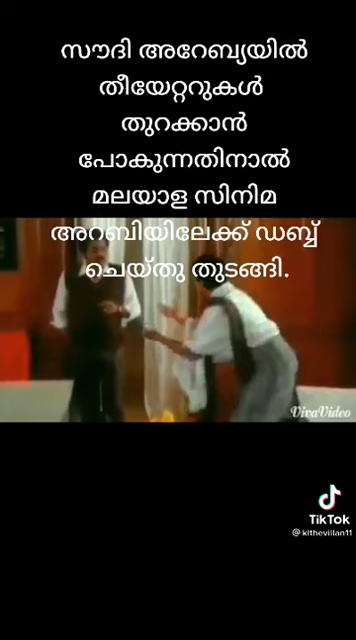 സൗദി അറേബ്യയിൽ
തീയേറ്ററുകൾ
തുറക്കാൻ
പോകുന്നതിനാൽ
മലയാള സിനിമ
അറബിയിലേക്ക് ഡബ്ബ്
ചെയ്തു തുടങ്ങി.
VivaVideo
TikTok
@klthevillan11